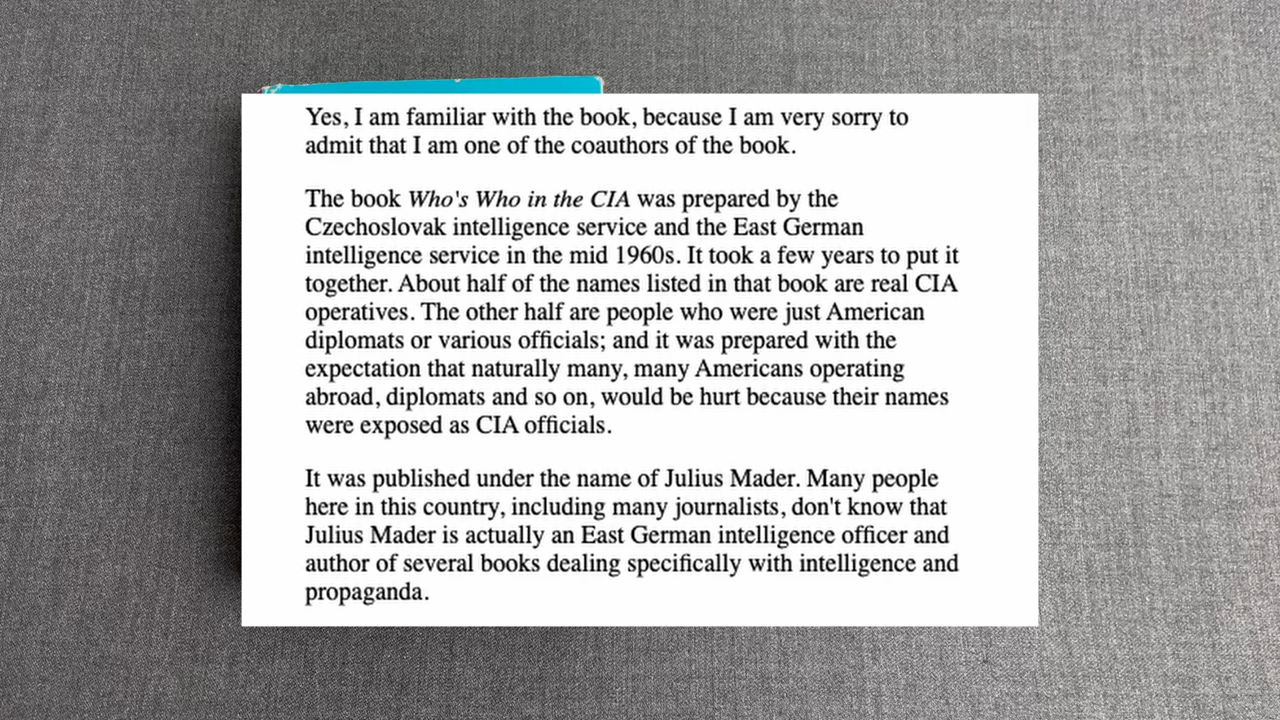 Yes, I am familiar with the book, because I am very sorry to
admit that I am one of the coauthors of the book.
The book Who's Who in the CIA was prepared by the
Czechoslovak intelligence service and the East German
intelligence service in the mid 1960s. It took a few years to put it
together. About half of the names listed in that book are real CIA
operatives. The other half are people who were just American
diplomats or various officials; and it was prepared with the
expectation that naturally many, many Americans operating
abroad, diplomats and so on, would be hurt because their names
were exposed as CIA officials.
It was published under the name of Julius Mader. Many people
here in this country, including many journalists, don't know that
Julius Mader is actually an East German intelligence officer and
author of several books dealing specifically with intelligence and
propaganda.